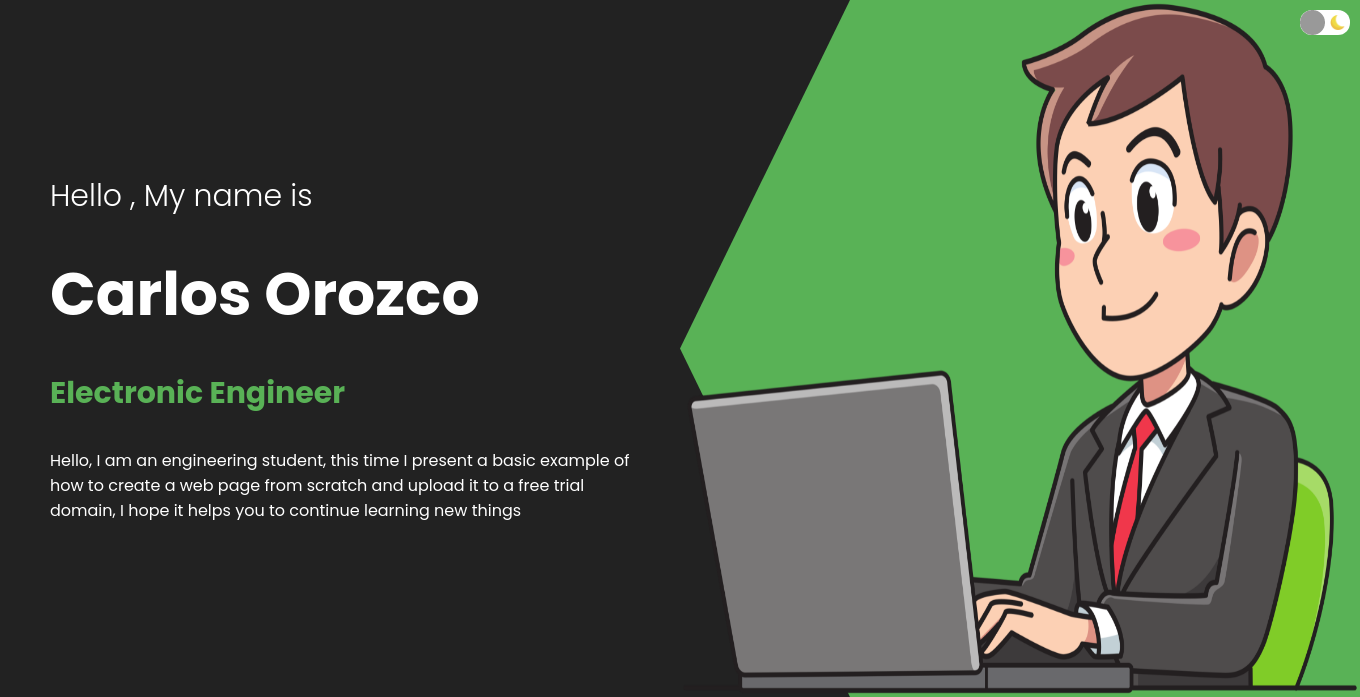 Hello , My name is
Carlos Orozco
Electronic Engineer
Hello, I am an engineering student, this time I present a basic example of
how to create a web page from scratch and upload it to a free trial
domain, I hope it helps you to continue learning new things